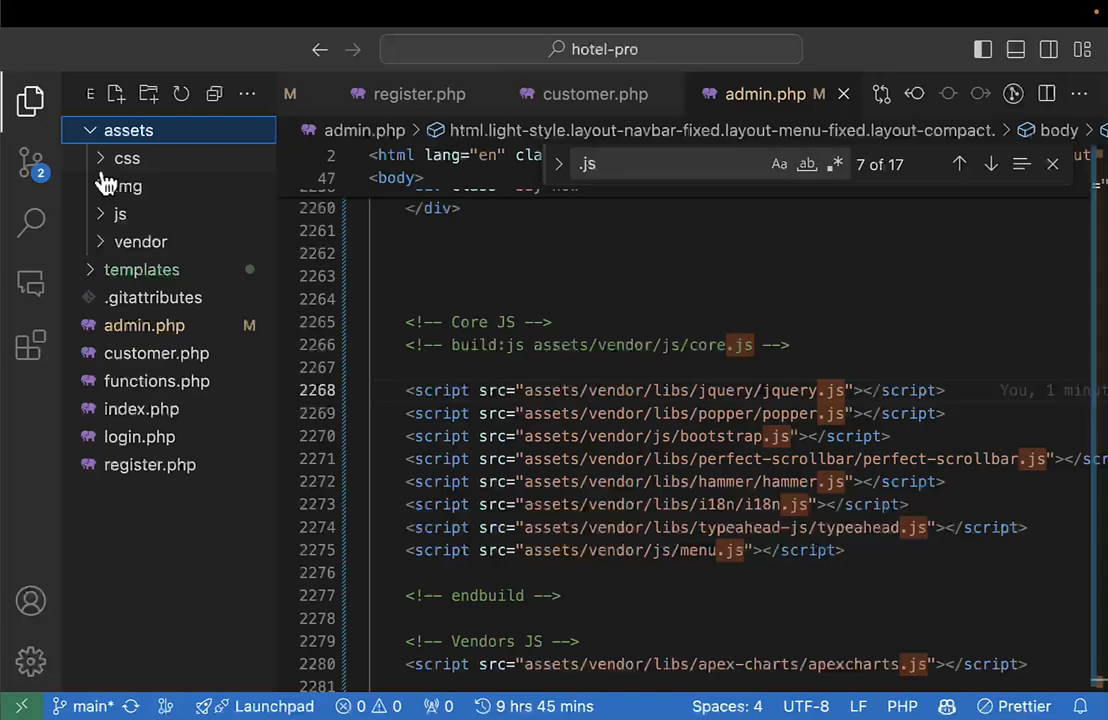 hotel-pro
E
M
register.php
customer.php
admin.php M
assets
css
img
js
vendor
templates
.gitattributes
admin.php M
customer.php
functions.php
index.php
login.php
register.php
2
admin.php > html.light-style.layout-navbar-fixed.layout-menu-fixed.layout-compact. > body >
.js
Aa ab .*
7 of 17
2 <html lang="en" cla
47 <body>
2260 </div>
2261
2262
2263
2264
2265 <!-- Core JS -->
2266 <!-- build:js assets/vendor/js/core.js -->
2267
2268 <script src="assets/vendor/libs/jquery/jquery.js"></script> You, 1 minut
2269 <script src="assets/vendor/libs/popper/popper.js"></script>
2270 <script src="assets/vendor/js/bootstrap.js"></script>
2271 <script src="assets/vendor/libs/perfect-scrollbar/perfect-scrollbar.js"></scr
2272 <script src="assets/vendor/libs/hammer/hammer.js"></script>
2273 <script src="assets/vendor/libs/i18n/i18n.js"></script>
2274 <script src="assets/vendor/libs/typeahead-js/typeahead.js"></script>
2275 <script src="assets/vendor/js/menu.js"></script>
2276
2277 <!-- endbuild -->
2278
2279 <!-- Vendors JS -->
2280 <script src="assets/vendor/libs/apex-charts/apexcharts.js"></script>
2281
main* Launchpad 0 0 0 9 hrs 45 mins Spaces: 4 UTF-8 LF PHP Prettier